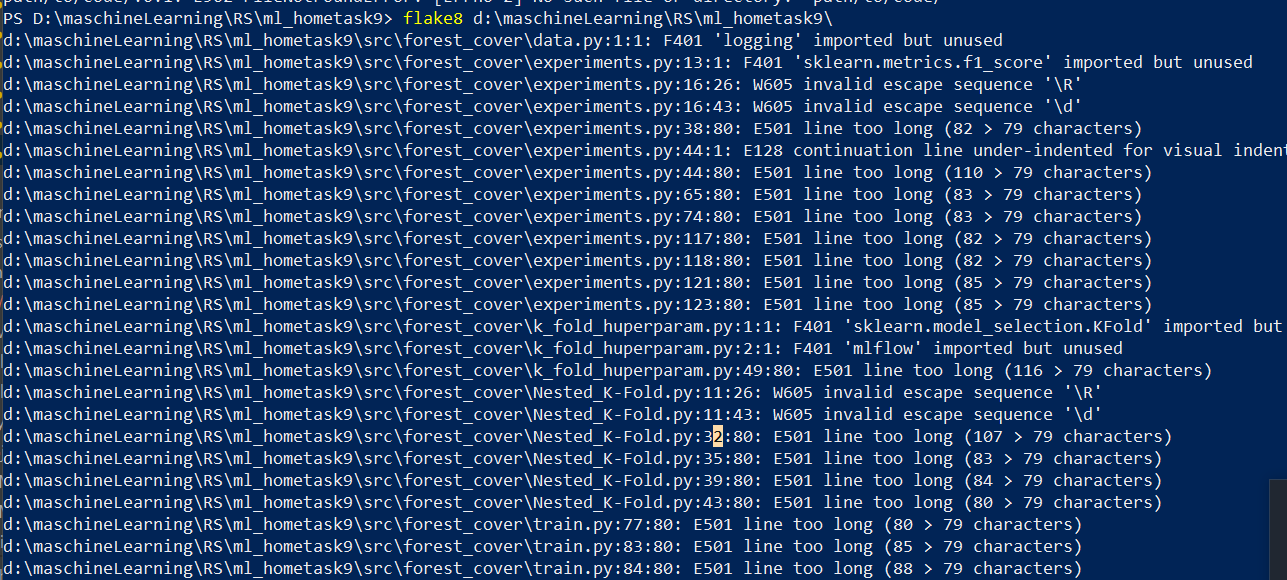 PS D:\maschineLearning\RS\ml_hometask9> flake8 d:\maschineLearning\RS\ml_hometask9\
d:\maschineLearning\RS\ml_hometask9\src\forest_cover\data.py:1:1: F401 'logging' imported but unused
d:\maschineLearning\RS\ml_hometask9\src\forest_cover\experiments.py:13:1: F401 'sklearn.metrics.f1_score' imported but unused
d:\maschineLearning\RS\ml_hometask9\src\forest_cover\experiments.py:16:26: W605 invalid escape sequence '\R'
d:\maschineLearning\RS\ml_hometask9\src\forest_cover\experiments.py:16:43: W605 invalid escape sequence '\d'
d:\maschineLearning\RS\ml_hometask9\src\forest_cover\experiments.py:38:80: E501 line too long (82 > 79 characters)
d:\maschineLearning\RS\ml_hometask9\src\forest_cover\experiments.py:44:1: E128 continuation line under-indented for visual inden
d:\maschineLearning\RS\ml_hometask9\src\forest_cover\experiments.py:44:80: E501 line too long (110 > 79 characters)
d:\maschineLearning\RS\ml_hometask9\src\forest_cover\experiments.py:65:80: E501 line too long (83 > 79 characters)
d:\maschineLearning\RS\ml_hometask9\src\forest_cover\experiments.py:74:80: E501 line too long (83 > 79 characters)
d:\maschineLearning\RS\ml_hometask9\src\forest_cover\experiments.py:117:80: E501 line too long (82 > 79 characters)
d:\maschineLearning\RS\ml_hometask9\src\forest_cover\experiments.py:118:80: E501 line too long (82 > 79 characters)
d:\maschineLearning\RS\ml_hometask9\src\forest_cover\experiments.py:121:80: E501 line too long (85 > 79 characters)
d:\maschineLearning\RS\ml_hometask9\src\forest_cover\experiments.py:123:80: E501 line too long (85 > 79 characters)
d:\maschineLearning\RS\ml_hometask9\src\forest_cover\k_fold_huperparam.py:1:1: F401 'sklearn.model_selection.KFold' imported but
d:\maschineLearning\RS\ml_hometask9\src\forest_cover\k_fold_huperparam.py:2:1: F401 'mlflow' imported but unused
d:\maschineLearning\RS\ml_hometask9\src\forest_cover\k_fold_huperparam.py:49:80: E501 line too long (116 > 79 characters)
d:\maschineLearning\RS\ml_hometask9\src\forest_cover\Nested_K-Fold.py:11:26: W605 invalid escape sequence '\R'
d:\maschineLearning\RS\ml_hometask9\src\forest_cover\Nested_K-Fold.py:11:43: W605 invalid escape sequence '\d'
d:\maschineLearning\RS\ml_hometask9\src\forest_cover\Nested_K-Fold.py:32:80: E501 line too long (107 > 79 characters)
d:\maschineLearning\RS\ml_hometask9\src\forest_cover\Nested_K-Fold.py:35:80: E501 line too long (83 > 79 characters)
d:\maschineLearning\RS\ml_hometask9\src\forest_cover\Nested_K-Fold.py:39:80: E501 line too long (84 > 79 characters)
d:\maschineLearning\RS\ml_hometask9\src\forest_cover\Nested_K-Fold.py:43:80: E501 line too long (80 > 79 characters)
d:\maschineLearning\RS\ml_hometask9\src\forest_cover\train.py:77:80: E501 line too long (80 > 79 characters)
d:\maschineLearning\RS\ml_hometask9\src\forest_cover\train.py:83:80: E501 line too long (85 > 79 characters)
d:\maschineLearning\RS\ml_hometask9\src\forest_cover\train.py:84:80: E501 line too long (88 > 79 characters)